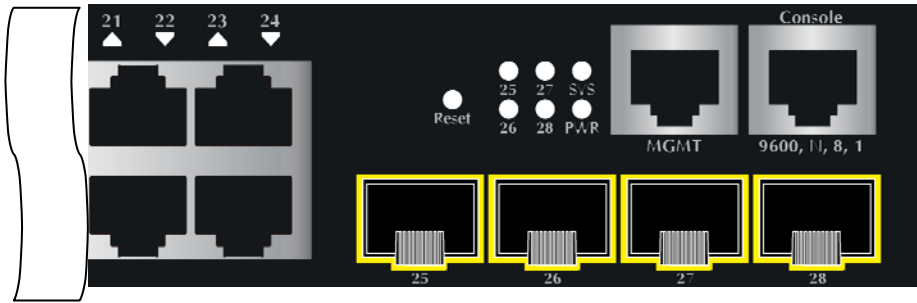 21 22 23 24
Console
25 27 SYS
Reset
26 28 PWR
MGMT
9600, N, 8, 1
25 26 27 28